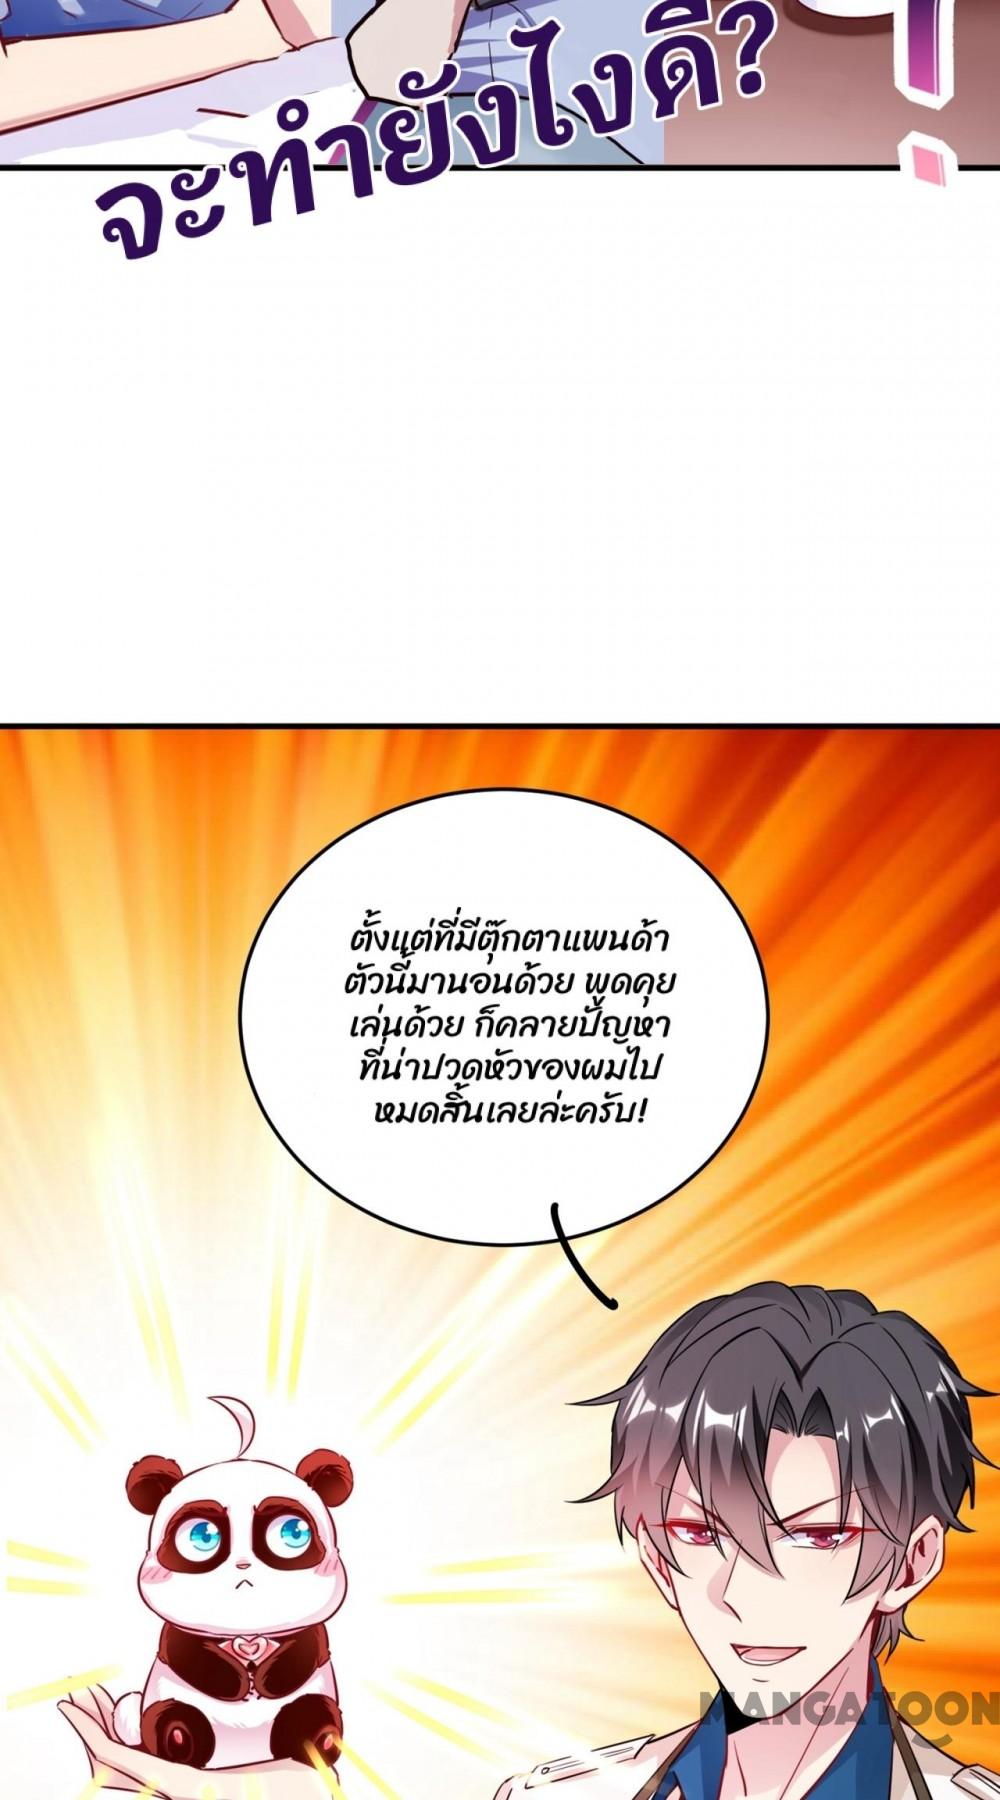 จะทำยังไงดี?
ตั้งแต่ที่มีตุ๊กตาแพนด้า
ตัวนี้มานอนด้วย พูดคุย
เล่นด้วย ก็คลายปัญหา
ที่น่าปวดหัวของผมไป
หมดสิ้นเลยล่ะครับ!
MANGATOON